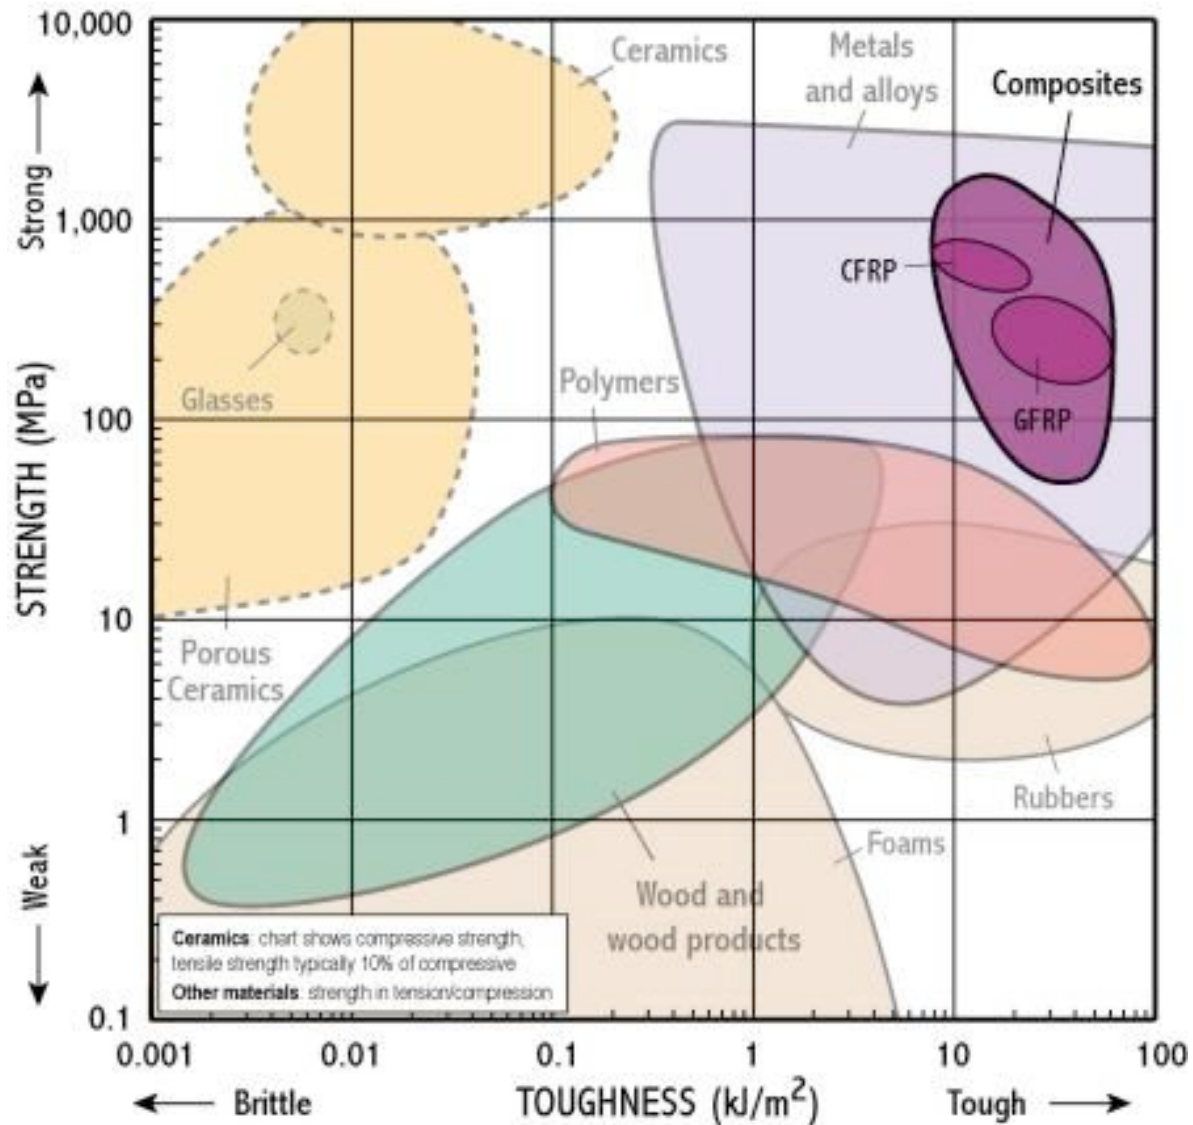 10,000
1,000
100
10
1
0.1
Strong
STRENGTH (MPa)
Weak
Ceramics
Metals
and alloys
Composites
CFRP
GFRP
Glasses
Polymers
Porous
Ceramics
Rubbers
Foams
Wood and
wood products
Ceramics: chart shows compressive strength,
tensile strength typically 10% of compressive
Other materials: strength in tension/compression
0.001 0.01 0.1 1 10 100
Brittle TOUGHNESS (kJ/m²) Tough